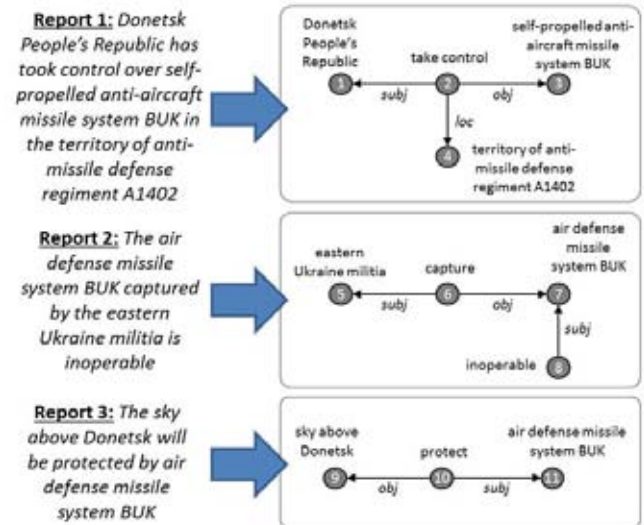 Report 1: Donetsk
People's Republic has
took control over self-
propelled anti-aircraft
missile system BUK in
the territory of anti-
missile defense
regiment A1402
Donetsk
People's
Republic
take control
self-propelled anti-
aircraft missile
system BUK
1
2
3
subj
obj
loc
4
territory of anti-
missile defense
regiment A1402
Report 2: The air
defense missile
system BUK captured
by the eastern
Ukraine militia is
inoperable
eastern
Ukraine militia
capture
air defense
missile
system BUK
5
6
7
subj
obj
subj
inoperable
8
Report 3: The sky
above Donetsk will
be protected by air
defense missile
system BUK
sky above
Donetsk
protect
air defense missile
system BUK
9
10
11
obj
subj